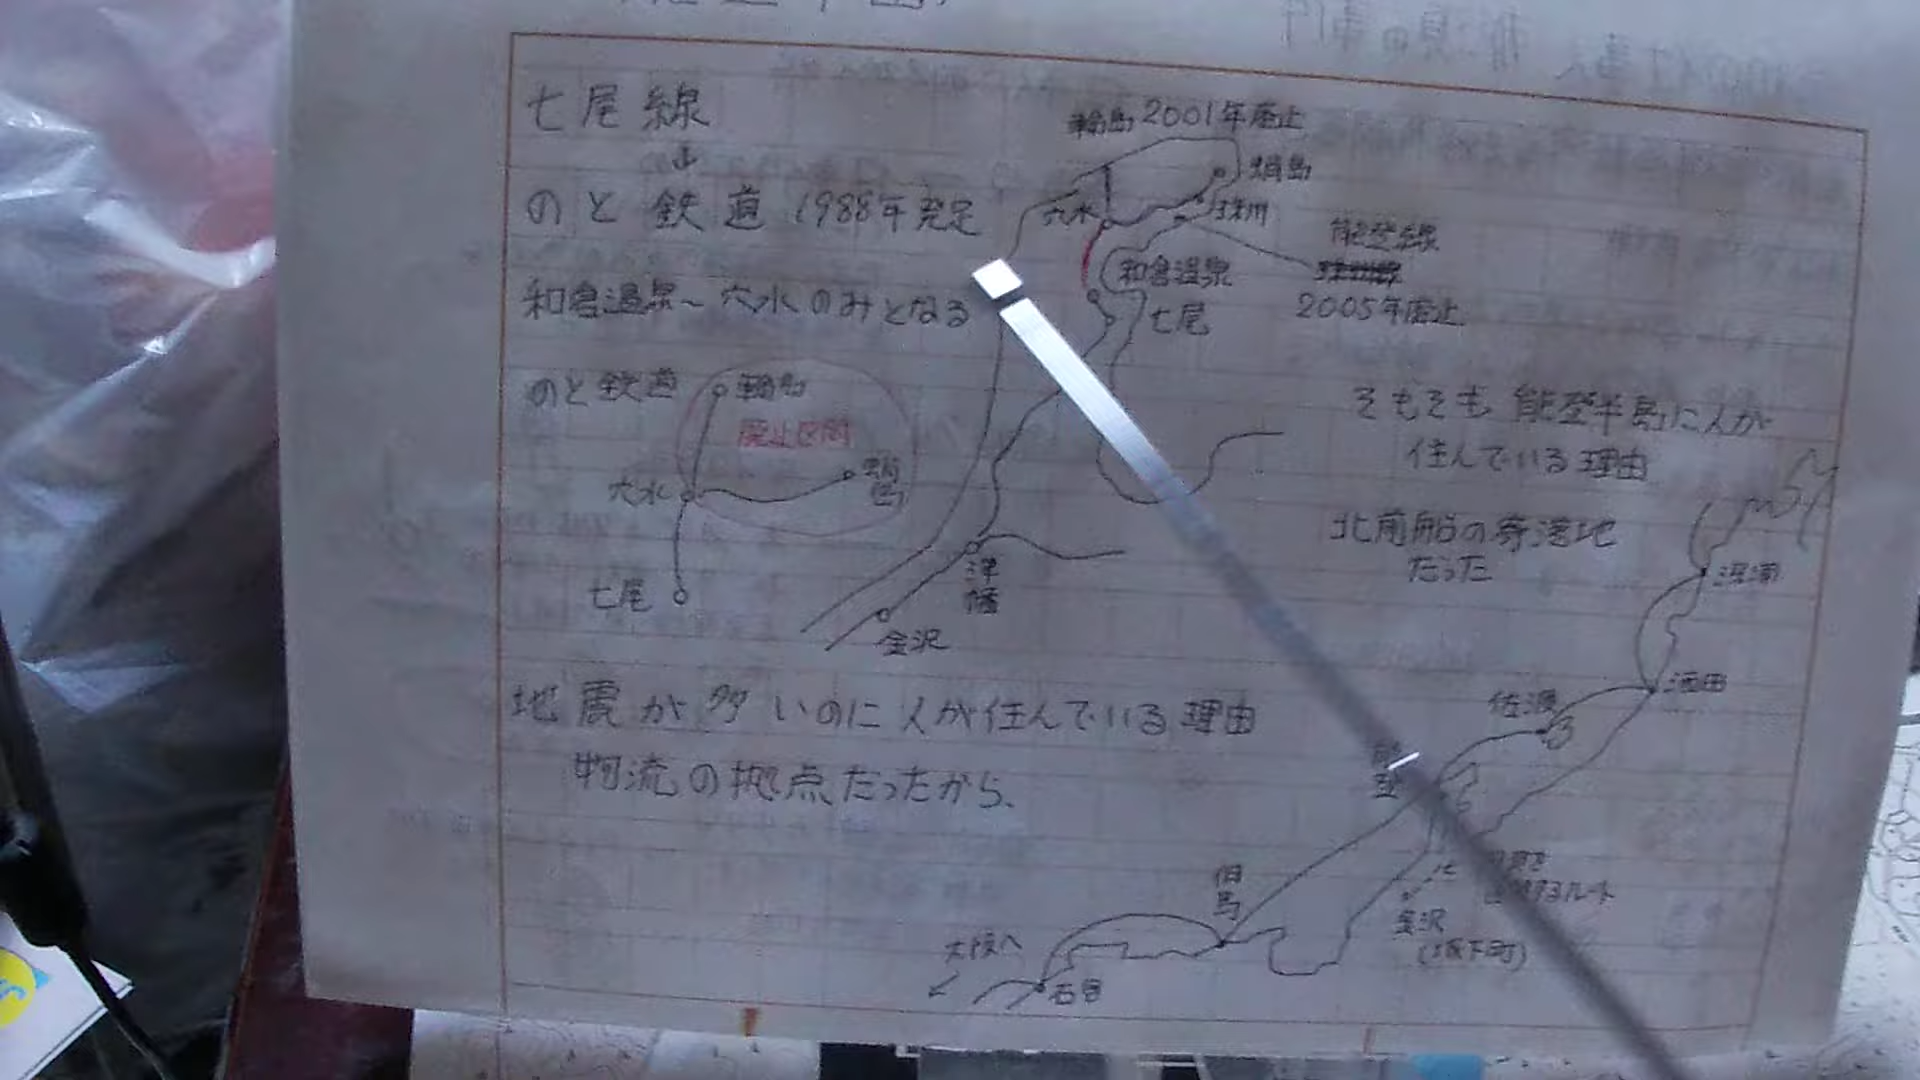 七尾線
のと鉄道 1988年発足
和倉温泉~穴水のみとなる
輪島 2001年廃止
蛸島
穴水
珠州
能登線
2005年廃止
和倉温泉
七尾
津幡
金沢
のと鉄道
輪島
廃止区間
穴水
蛸島
七尾
そもそも能登半島に人が
住んでいる理由
北前船の寄港地
だった
深浦
酒田
佐渡
能登
但馬
金沢
(城下町)
大阪へ
石見
地震が多いのに人が住んでいる理由
物流の拠点だったから、